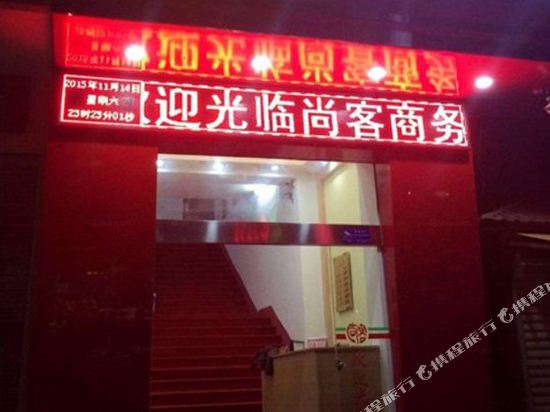 2015年11月14日
星期六
23时23分01秒
迎光临尚客商务
携程旅行
携程旅行